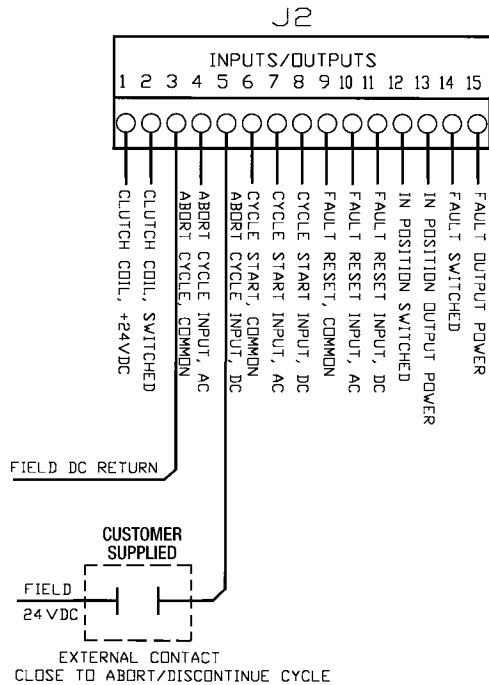 J2
INPUTS/OUTPUTS
1 2 3 4 5 6 7 8 9 10 11 12 13 14 15
CLUTCH COIL, +24VDC
CLUTCH COIL, SWITCHED
ABORT CYCLE, COMMON
ABORT CYCLE INPUT, AC
ABORT CYCLE INPUT, DC
CYCLE START, COMMON
CYCLE START INPUT, AC
CYCLE START INPUT, DC
FAULT RESET, COMMON
FAULT RESET INPUT, AC
FAULT RESET INPUT, DC
IN POSITION SWITCHED
IN POSITION OUTPUT POWER
FAULT SWITCHED
FAULT OUTPUT POWER
FIELD DC RETURN
CUSTOMER
SUPPLIED
FIELD
24VDC
EXTERNAL CONTACT
CLOSE TO ABORT/DISCONTINUE CYCLE